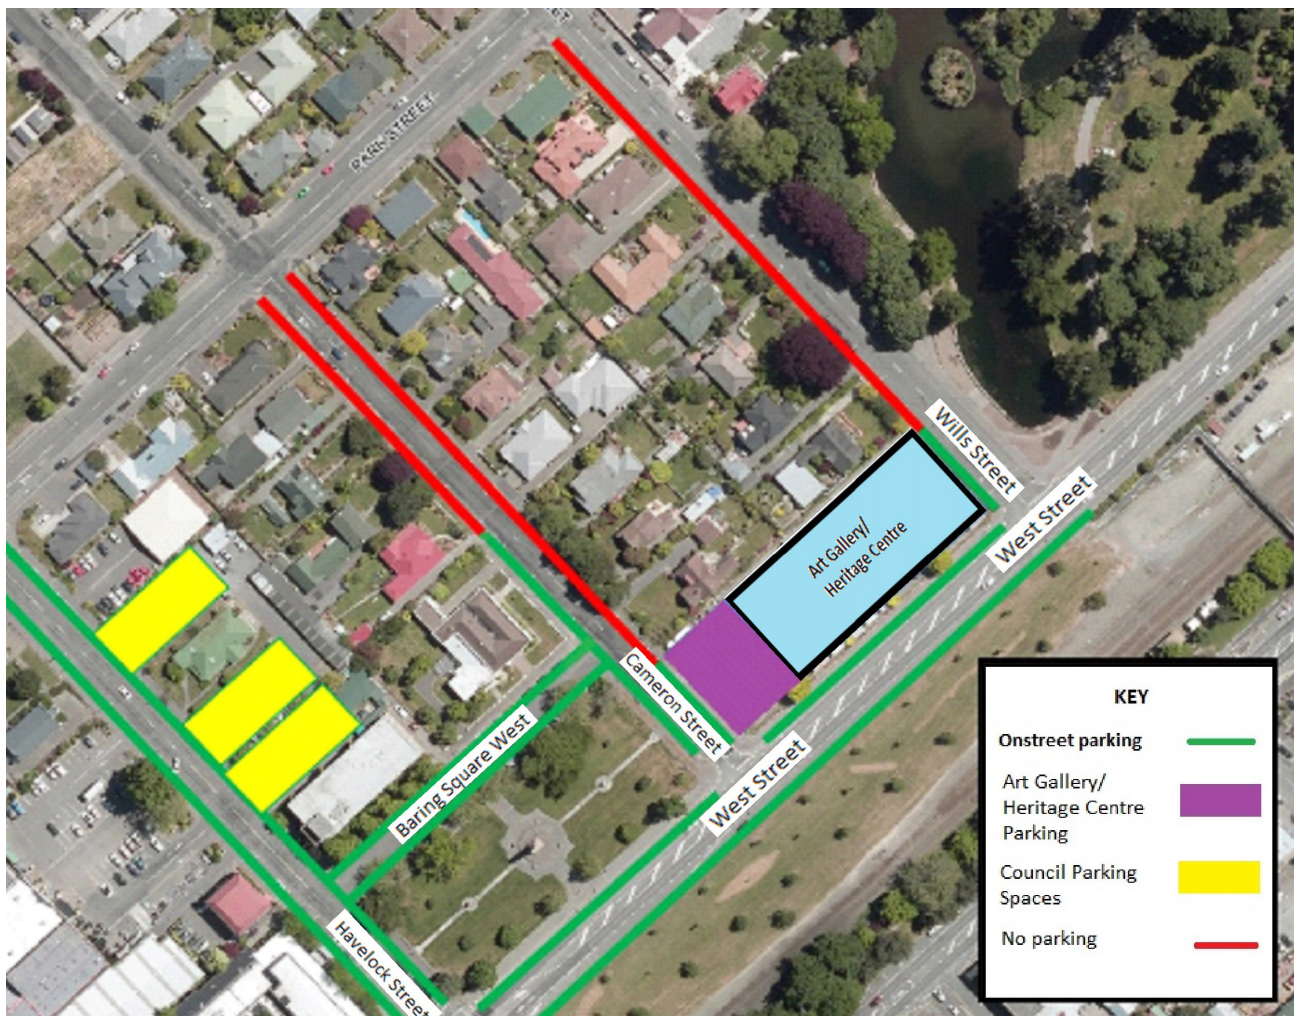 PARK STREET
Wills Street
West Street
Art Gallery/
Heritage Centre
Cameron Street
Baring Square West
West Street
Havelock Street
KEY
Onstreet parking
Art Gallery/
Heritage Centre
Parking
Council Parking
Spaces
No parking